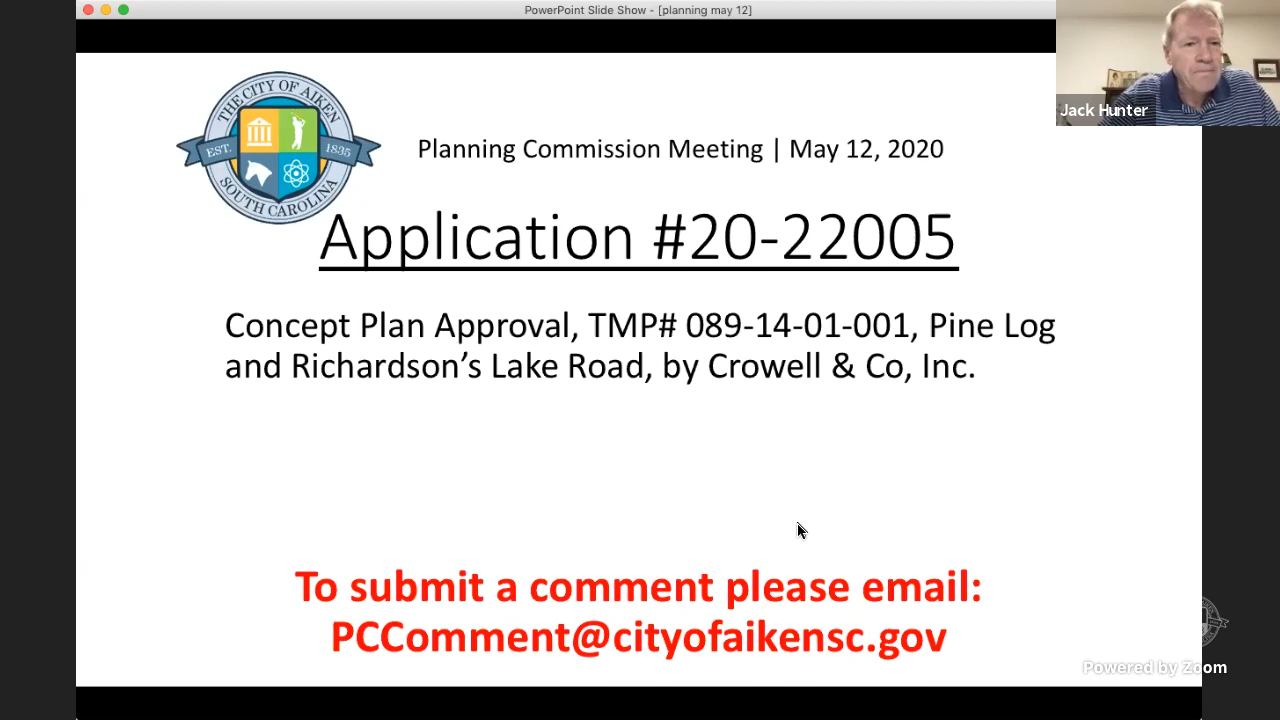 PowerPoint Slide Show - [planning may 12]
Jack Hunter
THE CITY OF AIKEN
EST. 1835
SOUTH CAROLINA
Planning Commission Meeting | May 12, 2020
Application #20-22005
Concept Plan Approval, TMP# 089-14-01-001, Pine Log
and Richardson’s Lake Road, by Crowell & Co, Inc.
To submit a comment please email:
PCComment@cityofaikensc.gov
Powered by Zoom